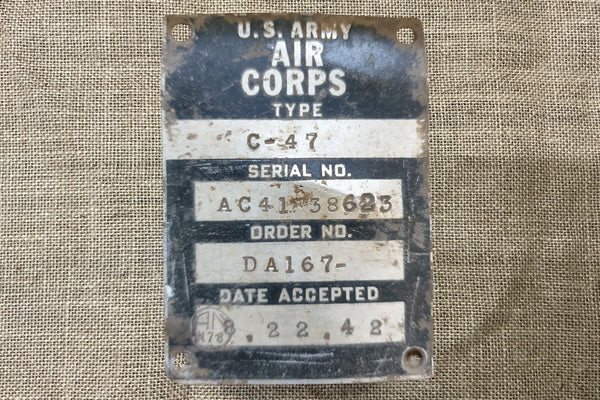 U.S. ARMY
AIR
CORPS
TYPE
C-47
SERIAL NO.
AC41-38623
ORDER NO.
DA167-
DATE ACCEPTED
8.22.42